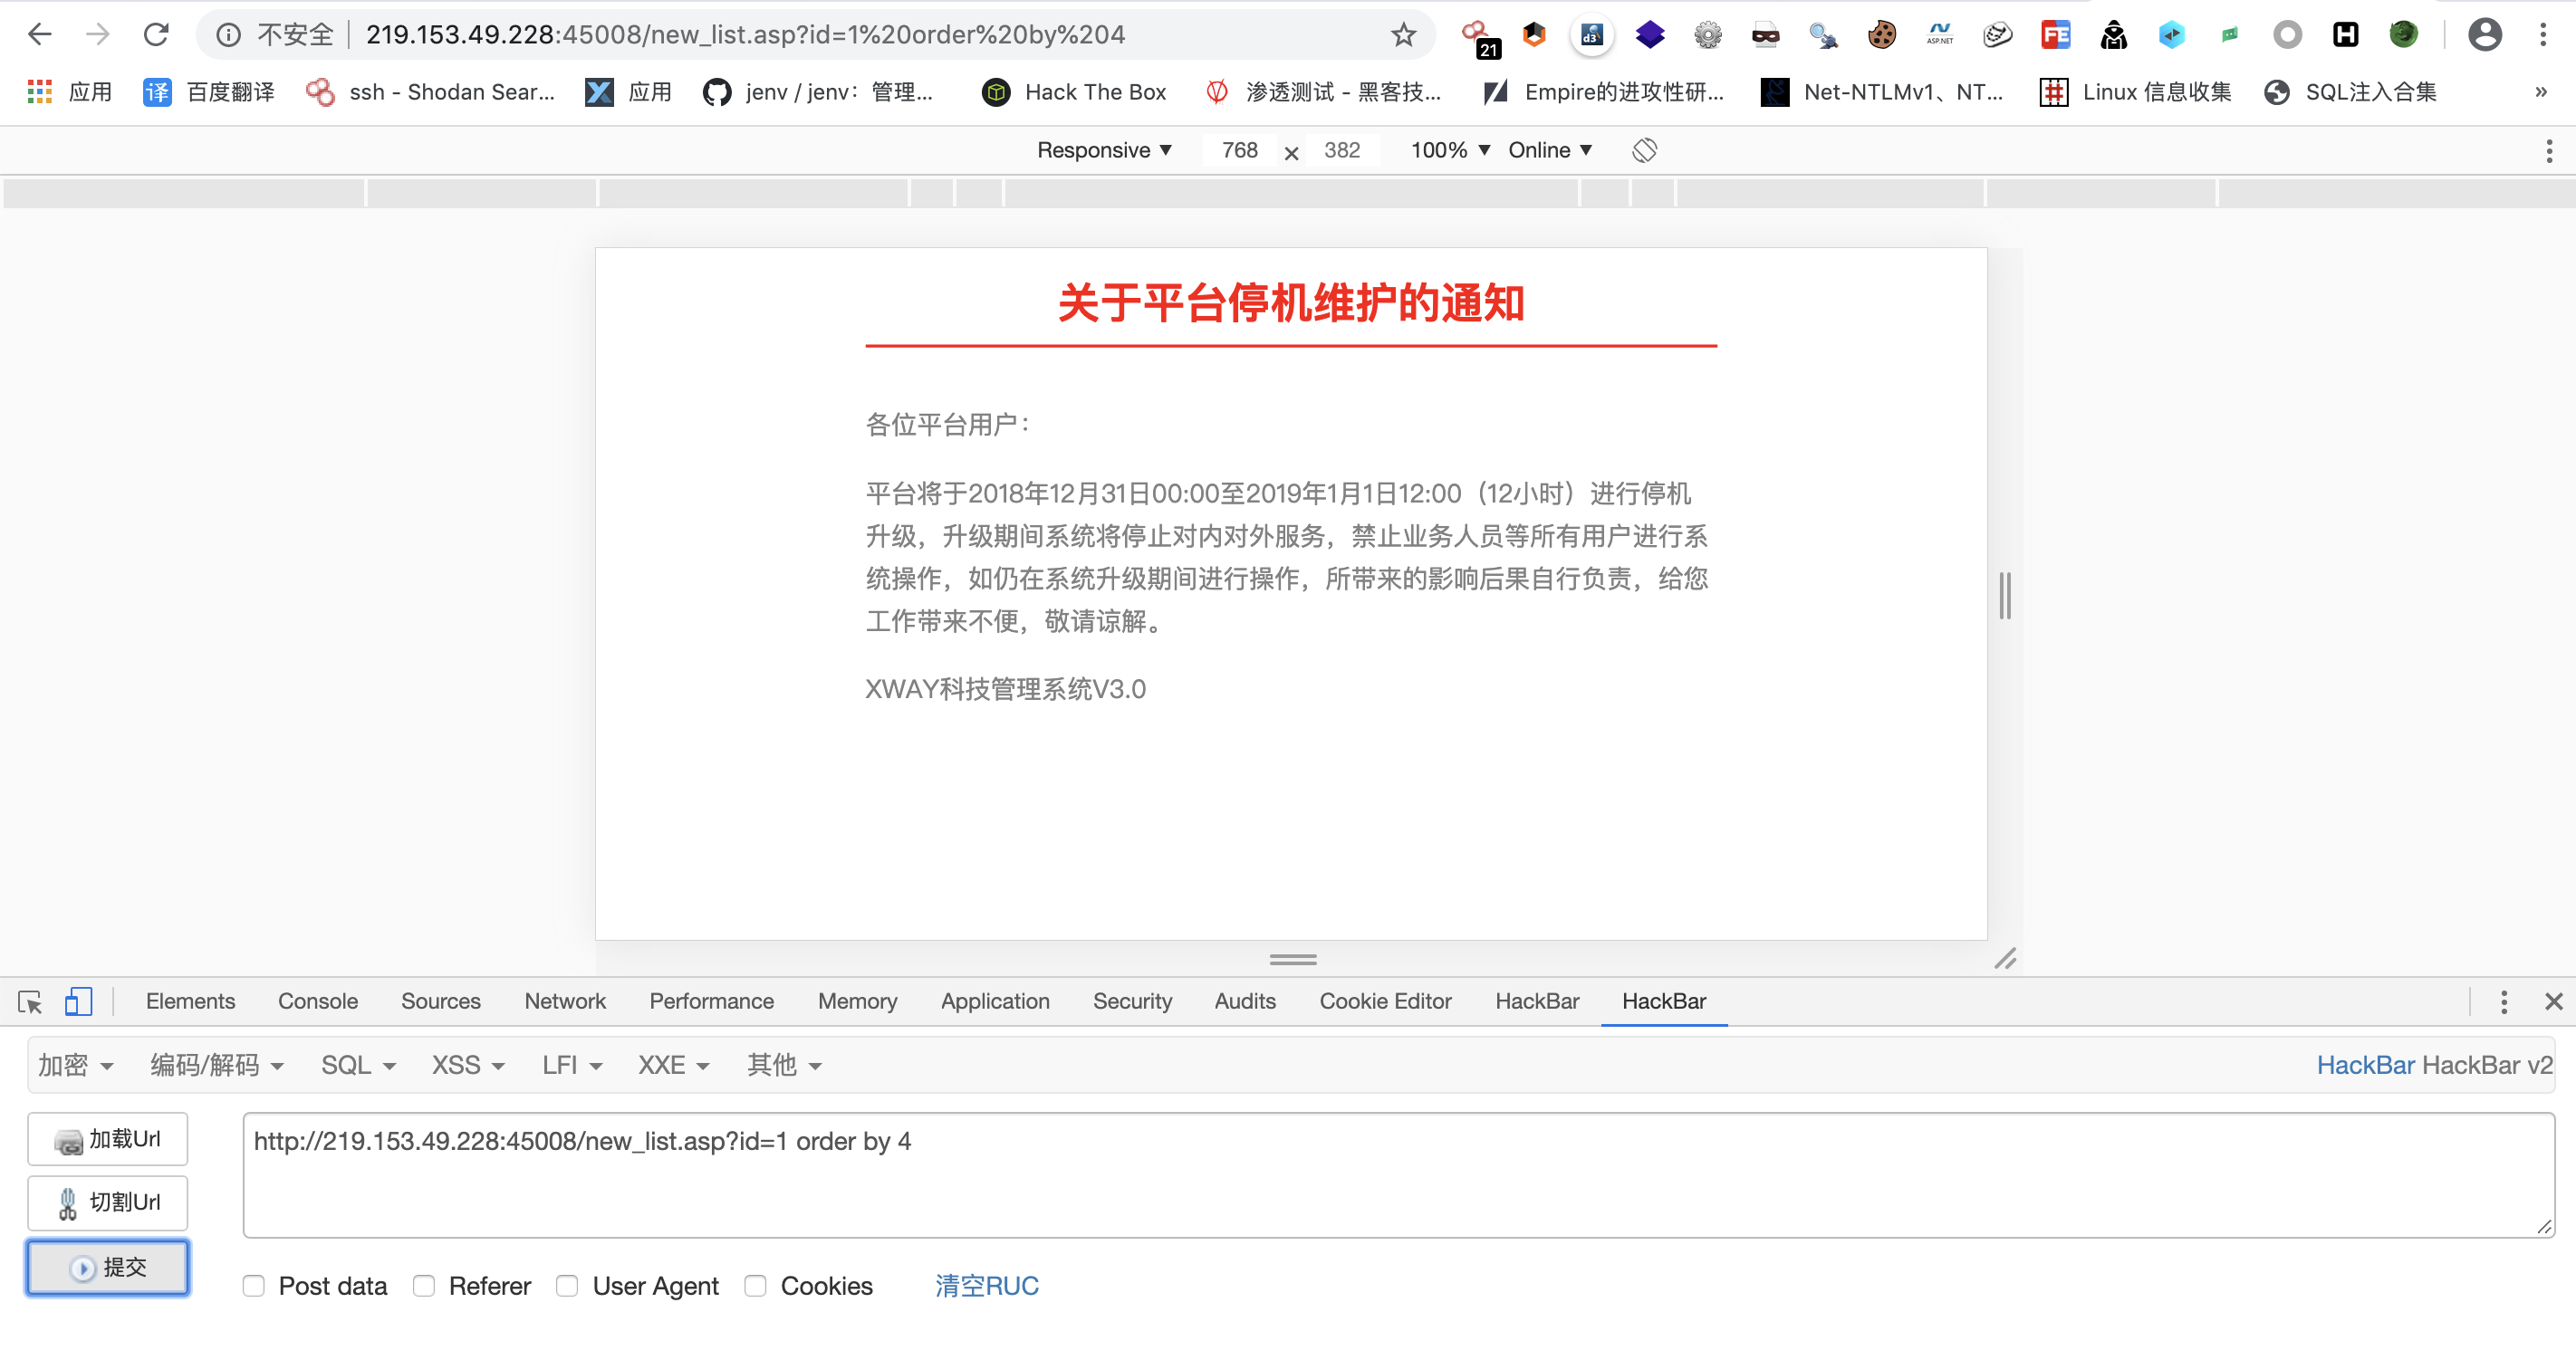 不安全 219.153.49.228:45008/new_list.asp?id=1%20order%20by%204
21 d3 ASP.NET FE H
应用 译 百度翻译 ssh - Shodan Sear... 应用 jenv / jenv：管理... Hack The Box 渗透测试 - 黑客技... Empire的进攻性研... Net-NTLMv1、NT... Linux 信息收集 SQL注入合集 »
Responsive ▼ 768 × 382 100% ▼ Online ▼
关于平台停机维护的通知
各位平台用户：
平台将于2018年12月31日00:00至2019年1月1日12:00（12小时）进行停机
升级，升级期间系统将停止对内对外服务，禁止业务人员等所有用户进行系
统操作，如仍在系统升级期间进行操作，所带来的影响后果自行负责，给您
工作带来不便，敬请谅解。
XWAY科技管理系统V3.0
Elements Console Sources Network Performance Memory Application Security Audits Cookie Editor HackBar HackBar
加密 编码/解码 SQL XSS LFI XXE 其他 HackBar HackBar v2
加载Url
http://219.153.49.228:45008/new_list.asp?id=1 order by 4
切割Url
提交
Post data Referer User Agent Cookies 清空RUC